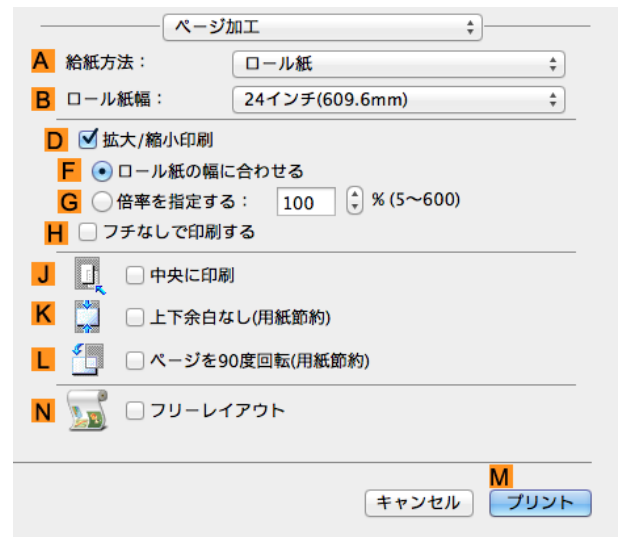 ページ加工
A 給紙方法： ロール紙
B ロール紙幅： 24インチ(609.6mm)
D 拡大/縮小印刷
F ロール紙の幅に合わせる
G 倍率を指定する： 100 % (5〜600)
H フチなしで印刷する
J 中央に印刷
K 上下余白なし(用紙節約)
L ページを90度回転(用紙節約)
N フリーレイアウト
M
キャンセル プリント